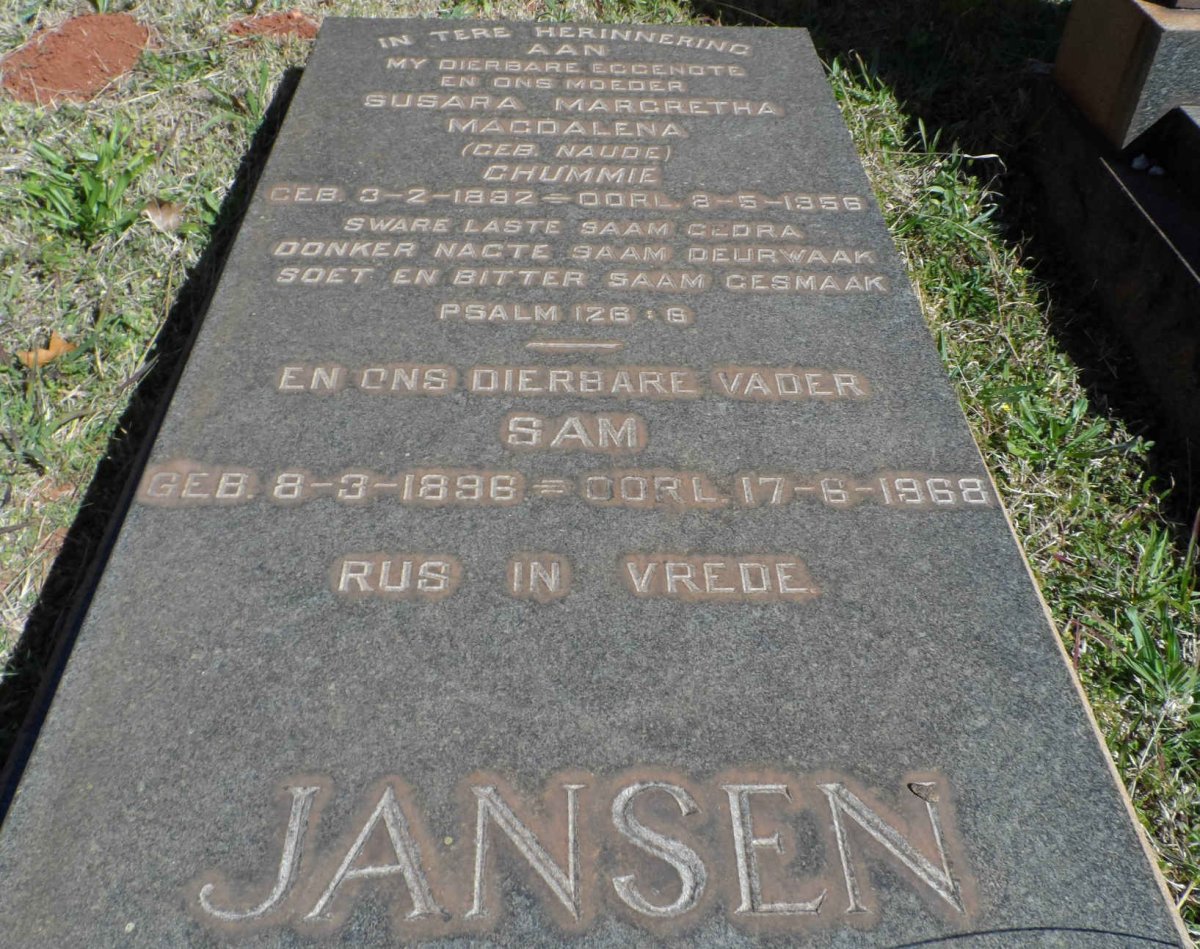 IN TERE HERINNERING
AAN
MY DIERBARE EGGENOTE
EN ONS MOEDER
SUSARA MARGRETHA
MAGDALENA
(GEB. NAUDE)
CHUMMIE
GEB. 3-2-1892 = OORL. 8-5-1956
SWARE LASTE SAAM GEDRA
DONKER NAGTE SAAM DEURWAAK
SOET EN BITTER SAAM GESMAAK
PSALM 126 : 6
EN ONS DIERBARE VADER
SAM
GEB. 8-3-1896 = OORL. 17-6-1968
RUS IN VREDE.
JANSEN